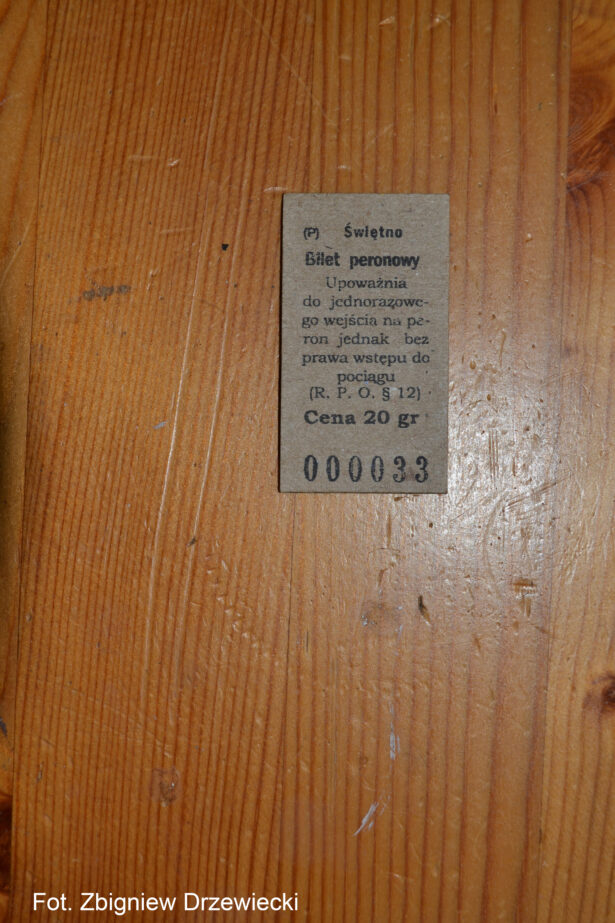 (P) Świętno
Bilet peronowy
Upoważnia
do jednorazowe-
go wejścia na pe-
ron jednak bez
prawa wstępu do
pociągu
(R. P. O. § 12)
Cena 20 gr
000033
Fot. Zbigniew Drzewiecki